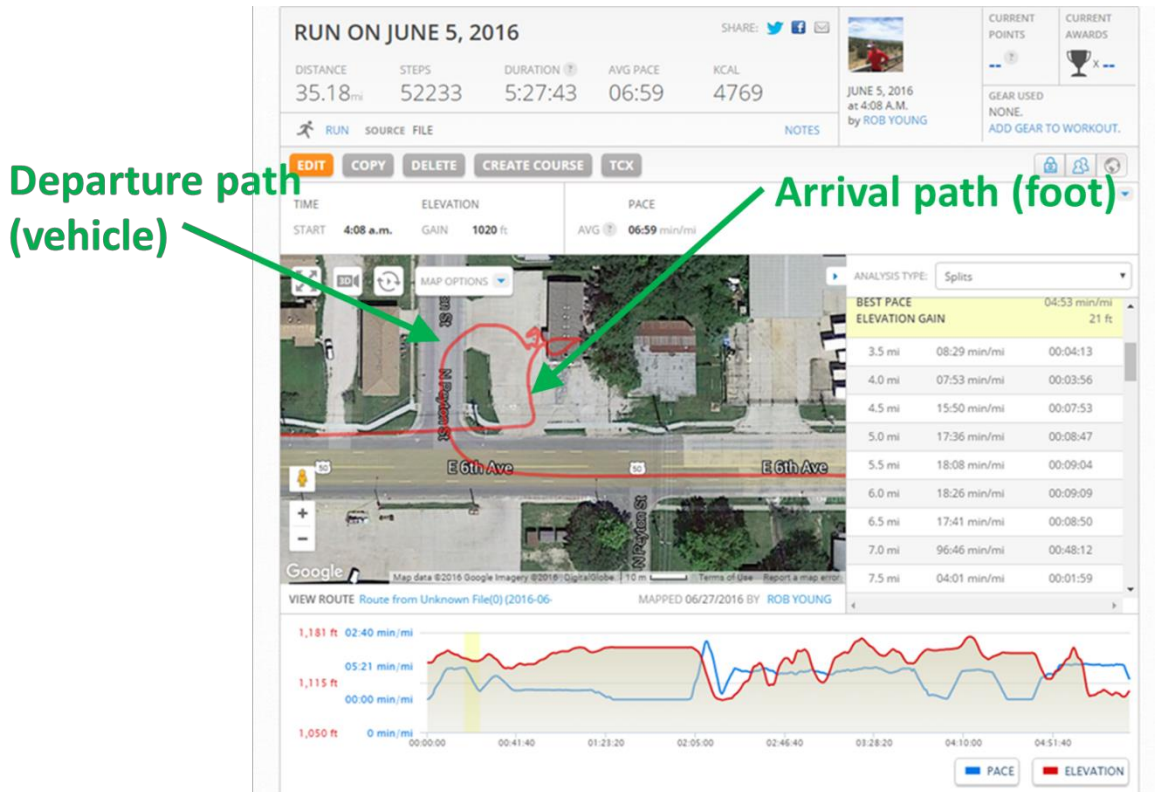 RUN ON JUNE 5, 2016
SHARE:
DISTANCE STEPS DURATION ? AVG PACE KCAL
35.18mi 52233 5:27:43 06:59 4769
RUN SOURCE FILE NOTES
JUNE 5, 2016
at 4:08 A.M.
by ROB YOUNG
CURRENT POINTS
-- ?
CURRENT AWARDS
x --
GEAR USED
NONE.
ADD GEAR TO WORKOUT.
EDIT COPY DELETE CREATE COURSE TCX
Departure path
(vehicle)
Arrival path (foot)
TIME ELEVATION PACE
START 4:08 a.m. GAIN 1020 ft AVG ? 06:59 min/mi
3D MAP OPTIONS
N Peyton St
E 6th Ave
E 6th Ave
50
50
N Peyton St
+
−
Google
Map data ©2016 Google Imagery ©2016, DigitalGlobe 10 m Terms of Use Report a map error
VIEW ROUTE Route from Unknown File(0) (2016-06-
MAPPED 06/27/2016 BY ROB YOUNG
ANALYSIS TYPE: Splits
BEST PACE 04:53 min/mi
ELEVATION GAIN 21 ft
3.5 mi 08:29 min/mi 00:04:13
4.0 mi 07:53 min/mi 00:03:56
4.5 mi 15:50 min/mi 00:07:53
5.0 mi 17:36 min/mi 00:08:47
5.5 mi 18:08 min/mi 00:09:04
6.0 mi 18:26 min/mi 00:09:09
6.5 mi 17:41 min/mi 00:08:50
7.0 mi 96:46 min/mi 00:48:12
7.5 mi 04:01 min/mi 00:01:59
1,181 ft 02:40 min/mi
05:21 min/mi
1,115 ft
00:00 min/mi
1,050 ft 0 min/mi
00:00:00 00:41:40 01:23:20 02:05:00 02:46:40 03:28:20 04:10:00 04:51:40
PACE ELEVATION